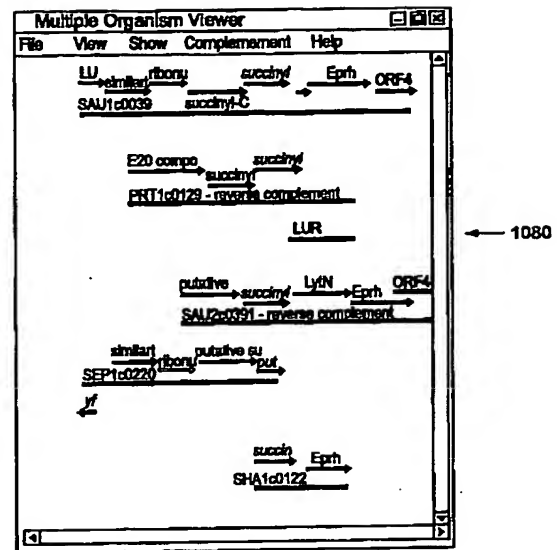 Multiple Organism Viewer
File View Show Complemement Help
LU similart ribonu succinyl-C succinyl Eprh ORF4
SAU1c0039
E20 compo succinyl succinyl
PRT1c0129 - reverse complement
LUR
1080
putative succinyl LytN Eprh ORF4
SAU2c0391 - reverse complement
similart ribonu putative su put
SEP1c0220
yf
succin Eprh
SHA1c0122